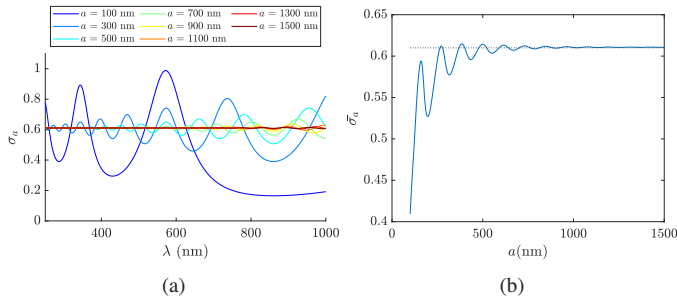 (a)
a = 100 nm a = 700 nm a = 1300 nm
a = 300 nm a = 900 nm a = 1500 nm
a = 500 nm a = 1100 nm
1
0.8
0.6
0.4
0.2
0
σₐ
400 600 800 1000
λ (nm)
(a)
(b)
0.65
0.6
0.55
0.5
0.45
0.4
σ̄ₐ
0 500 1000 1500
a(nm)
(b)